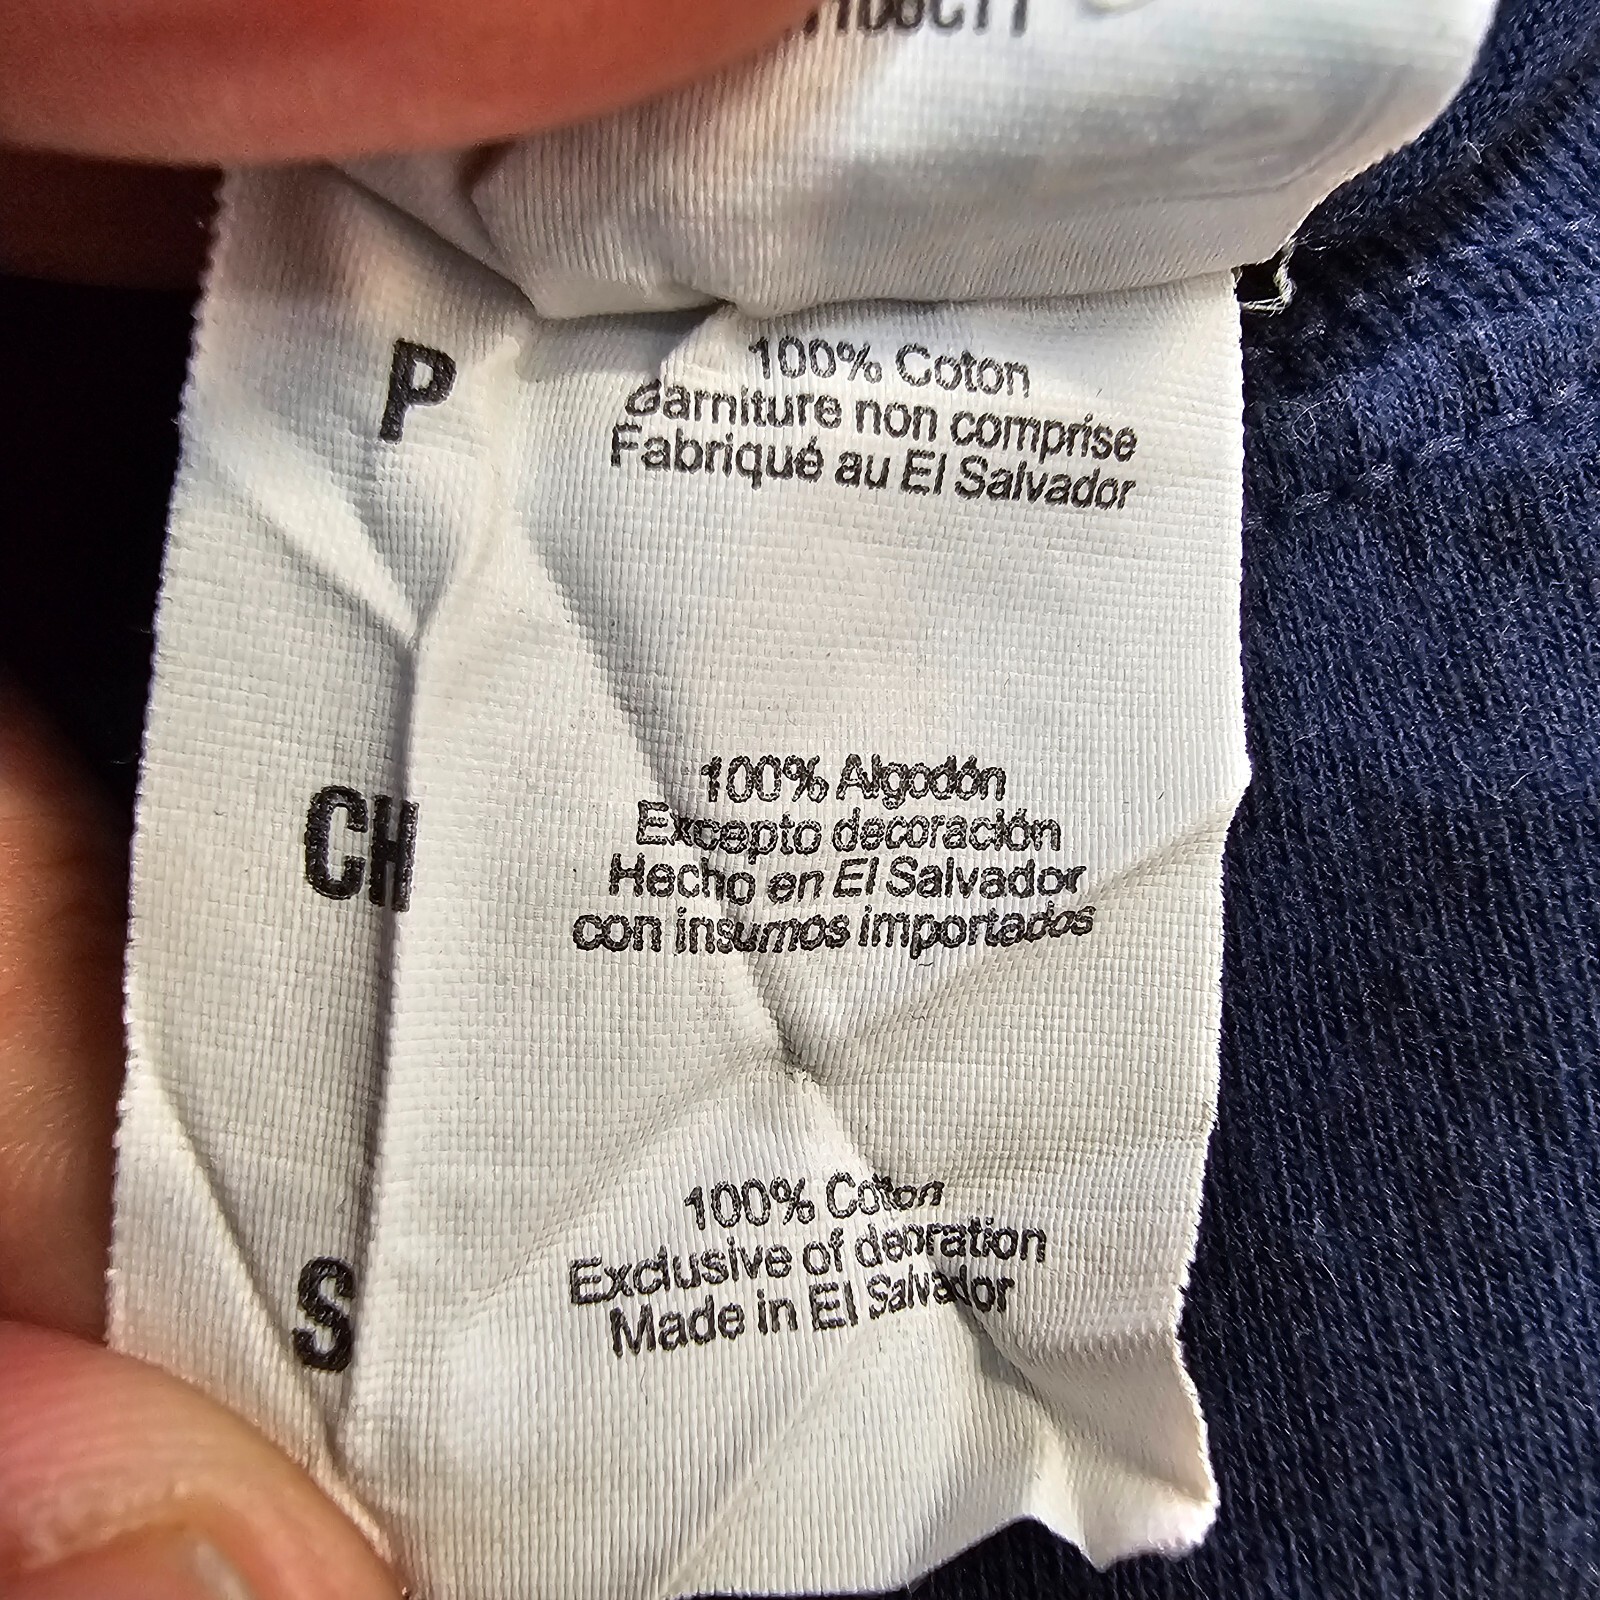 P
100% Coton
Garniture non comprise
Fabriqué au El Salvador
CH
100% Algodón
Excepto decoración
Hecho en El Salvador
con insumos importados
S
100% Coton
Exclusive of decoration
Made in El Salvador